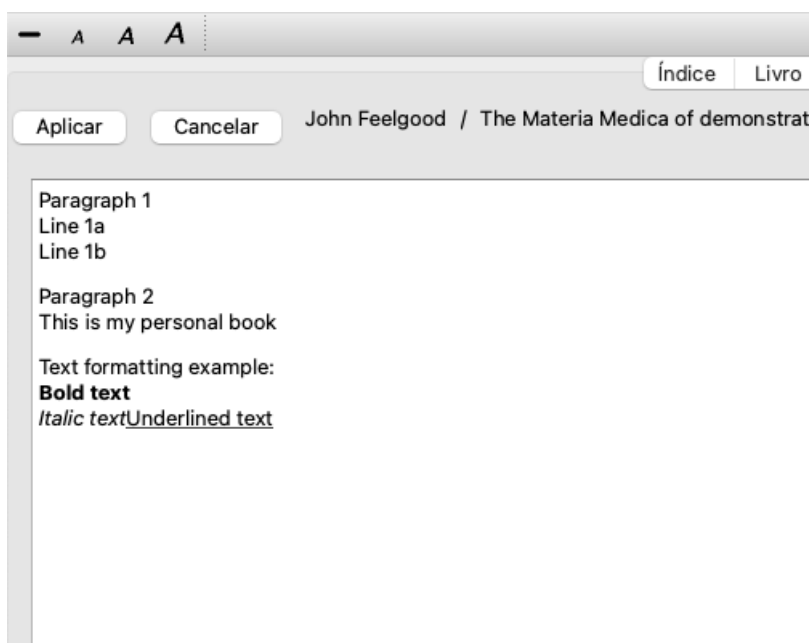 A A A
Índice Livro
Aplicar Cancelar John Feelgood / The Materia Medica of demonstrat
Paragraph 1
Line 1a
Line 1b
Paragraph 2
This is my personal book
Text formatting example:
Bold text
Italic textUnderlined text